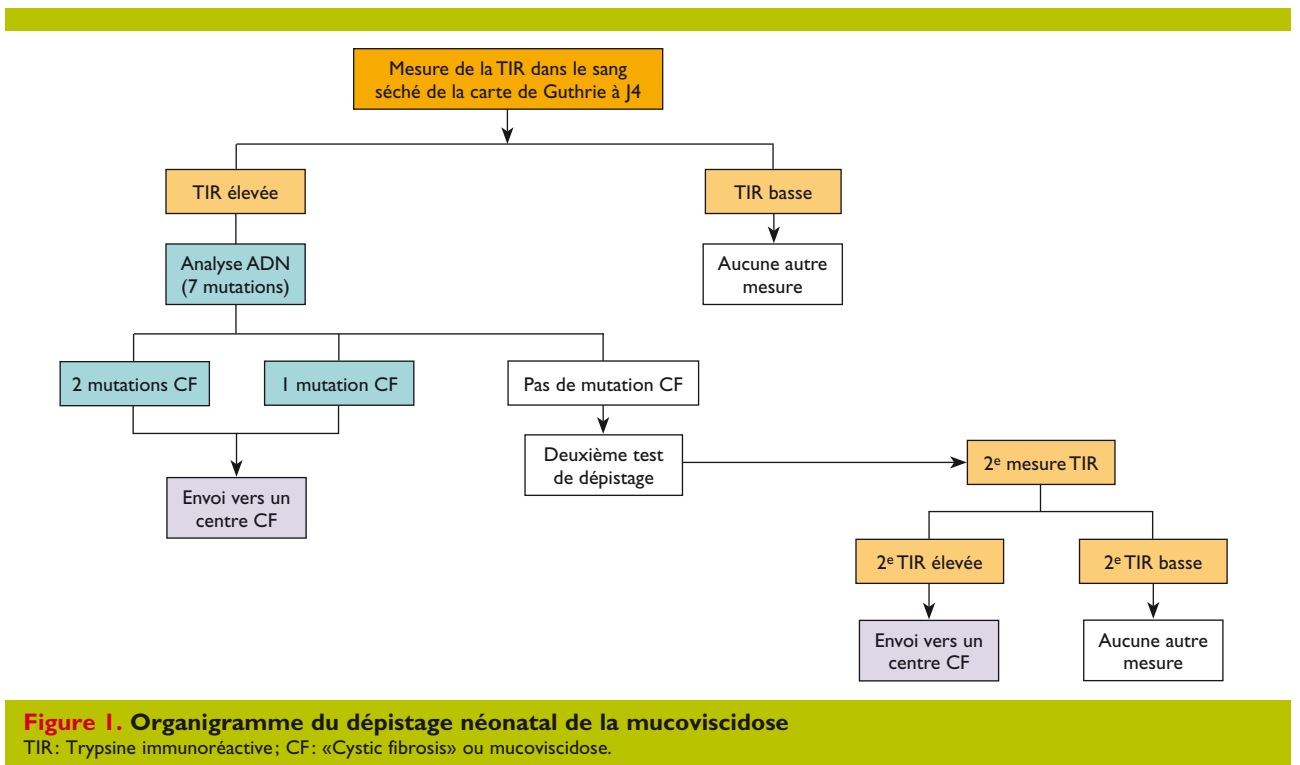 Mesure de la TIR dans le sang
séché de la carte de Guthrie à J4
TIR élevée
TIR basse
Analyse ADN
(7 mutations)
Aucune autre
mesure
2 mutations CF
1 mutation CF
Pas de mutation CF
Deuxième test
de dépistage
2e mesure TIR
Envoi vers un
centre CF
2e TIR élevée
2e TIR basse
Envoi vers un
centre CF
Aucune autre
mesure
Figure 1. Organigramme du dépistage néonatal de la mucoviscidose
TIR: Trypsine immunoréactive; CF: «Cystic fibrosis» ou mucoviscidose.